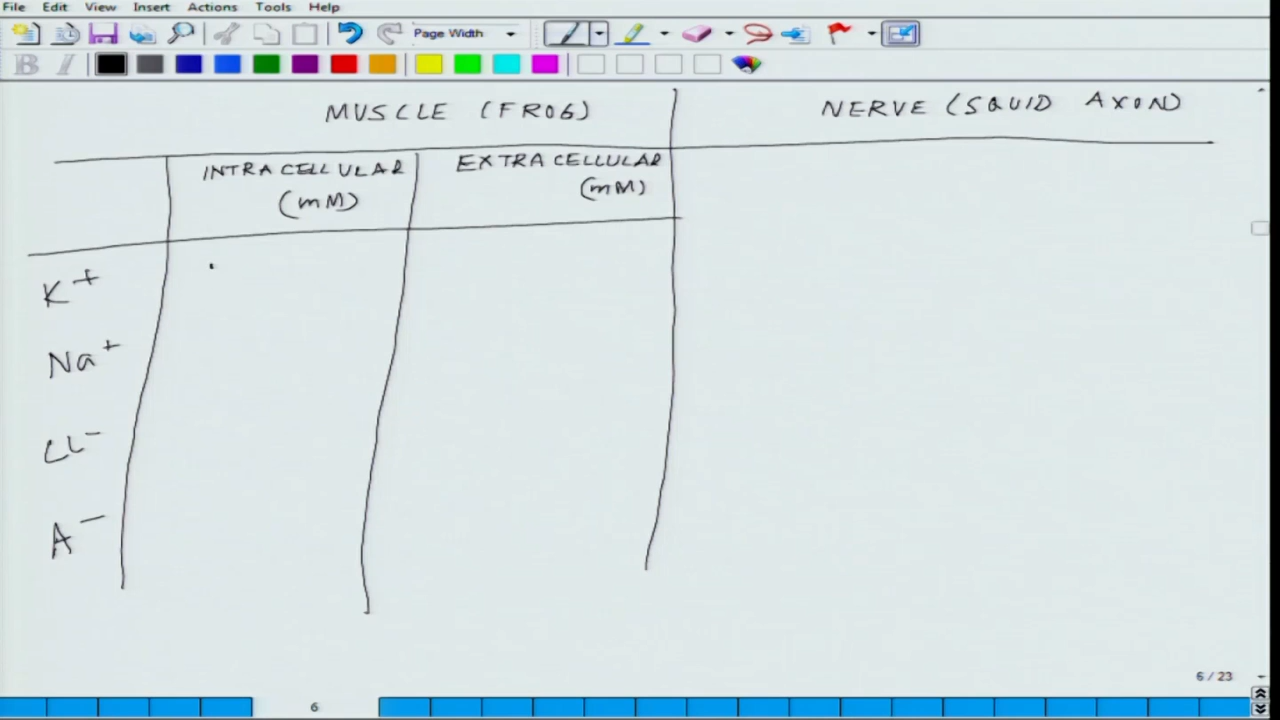 File Edit View Insert Actions Tools Help
Page Width
B I
MUSCLE (FROG) NERVE (SQUID AXON)
INTRACELLULAR EXTRACELLULAR
(mM) (mM)
K+
Na+
CL-
A-
6 / 23
6